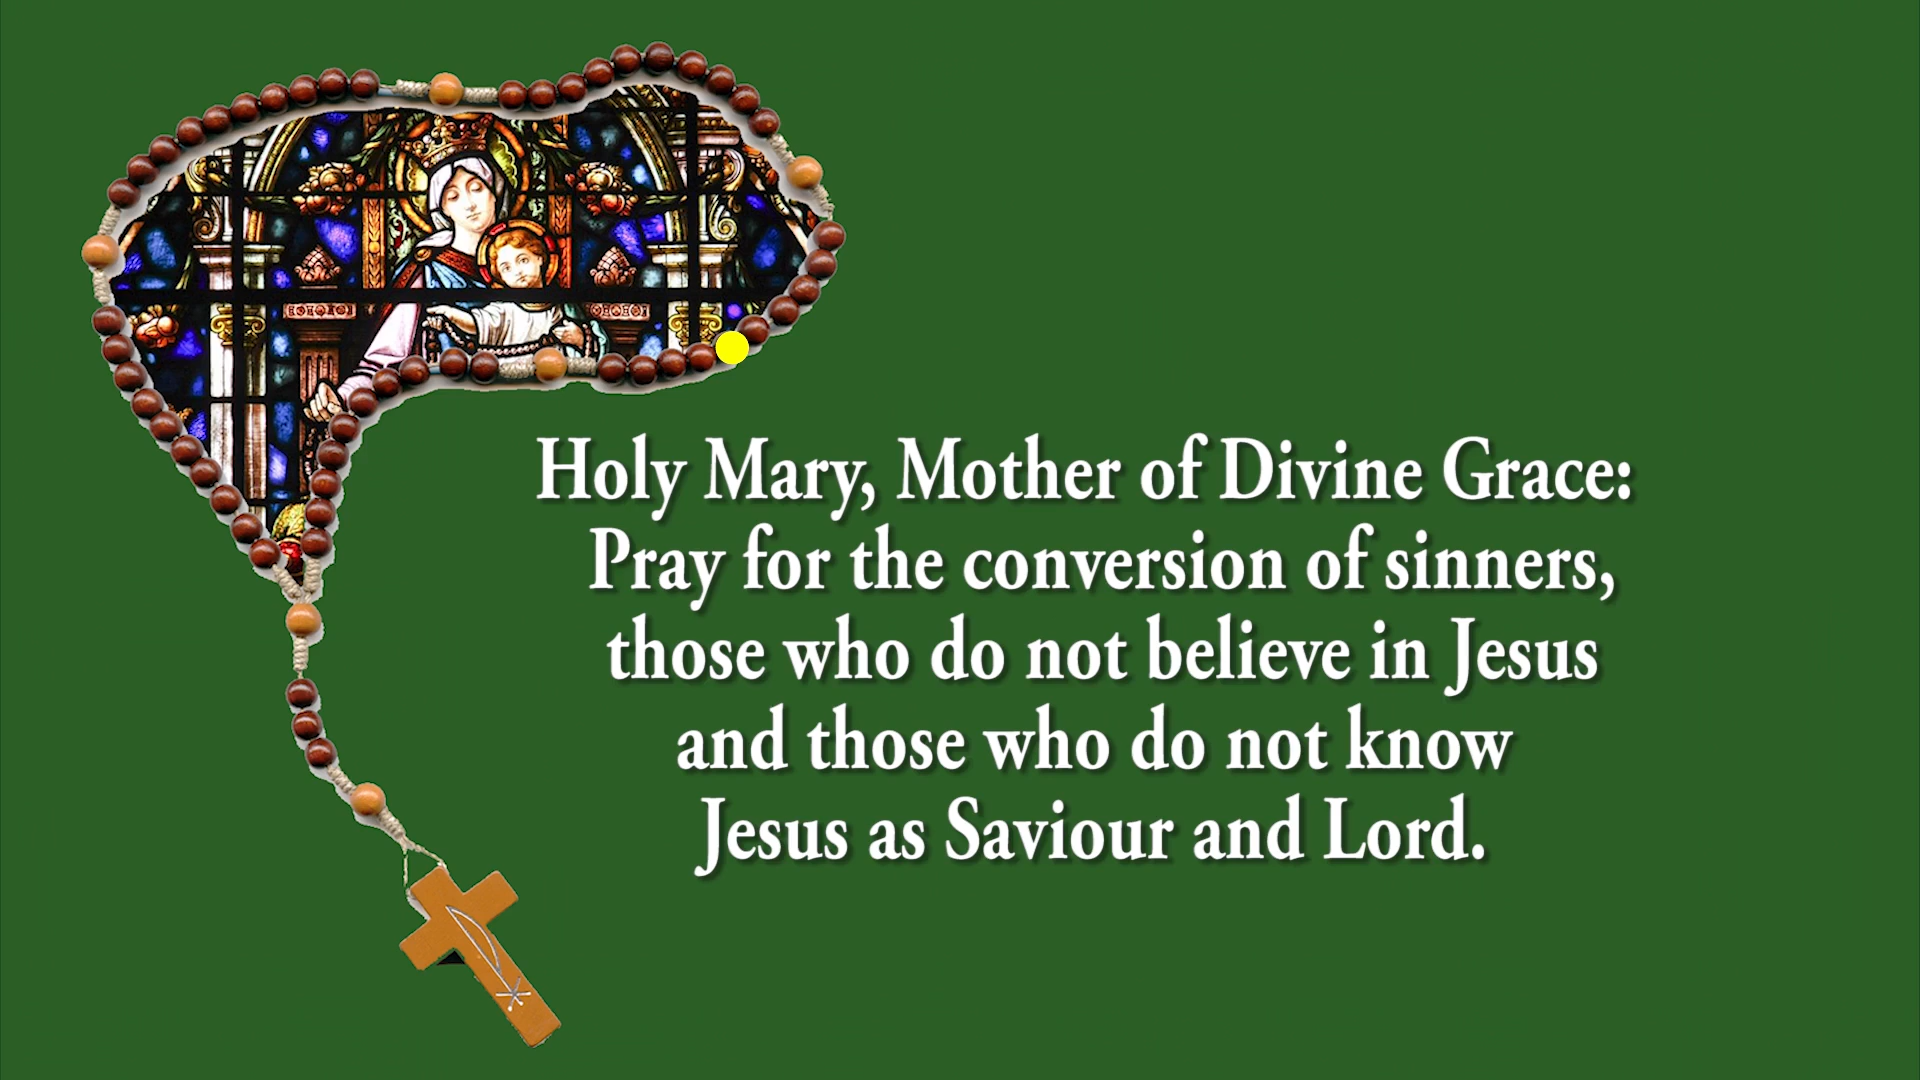 Holy Mary, Mother of Divine Grace:
Pray for the conversion of sinners,
those who do not believe in Jesus
and those who do not know
Jesus as Saviour and Lord.